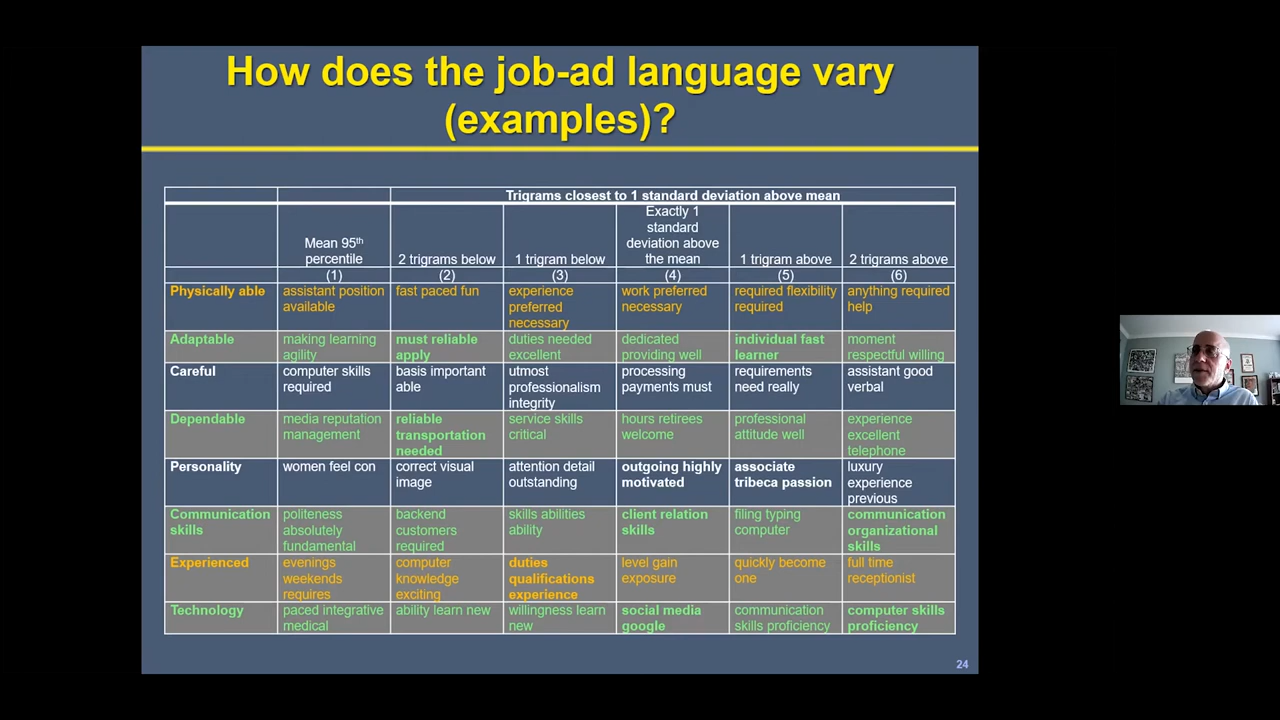 How does the job-ad language vary
(examples)?
Trigrams closest to 1 standard deviation above mean
Mean 95th
percentile
2 trigrams below
1 trigram below
Exactly 1
standard
deviation above
the mean
1 trigram above
2 trigrams above
(1)
(2)
(3)
(4)
(5)
(6)
Physically able
assistant position
available
fast paced fun
experience
preferred
necessary
work preferred
necessary
required flexibility
required
anything required
help
Adaptable
making learning
agility
must reliable
apply
duties needed
excellent
dedicated
providing well
individual fast
learner
moment
respectful willing
Careful
computer skills
required
basis important
able
utmost
professionalism
integrity
processing
payments must
requirements
need really
assistant good
verbal
Dependable
media reputation
management
reliable
transportation
needed
service skills
critical
hours retirees
welcome
professional
attitude well
experience
excellent
telephone
Personality
women feel con
correct visual
image
attention detail
outstanding
outgoing highly
motivated
associate
tribeca passion
luxury
experience
previous
Communication
skills
politeness
absolutely
fundamental
backend
customers
required
skills abilities
ability
client relation
skills
filing typing
computer
communication
organizational
skills
Experienced
evenings
weekends
requires
computer
knowledge
exciting
duties
qualifications
experience
level gain
exposure
quickly become
one
full time
receptionist
Technology
paced integrative
medical
ability learn new
willingness learn
new
social media
google
communication
skills proficiency
computer skills
proficiency
24